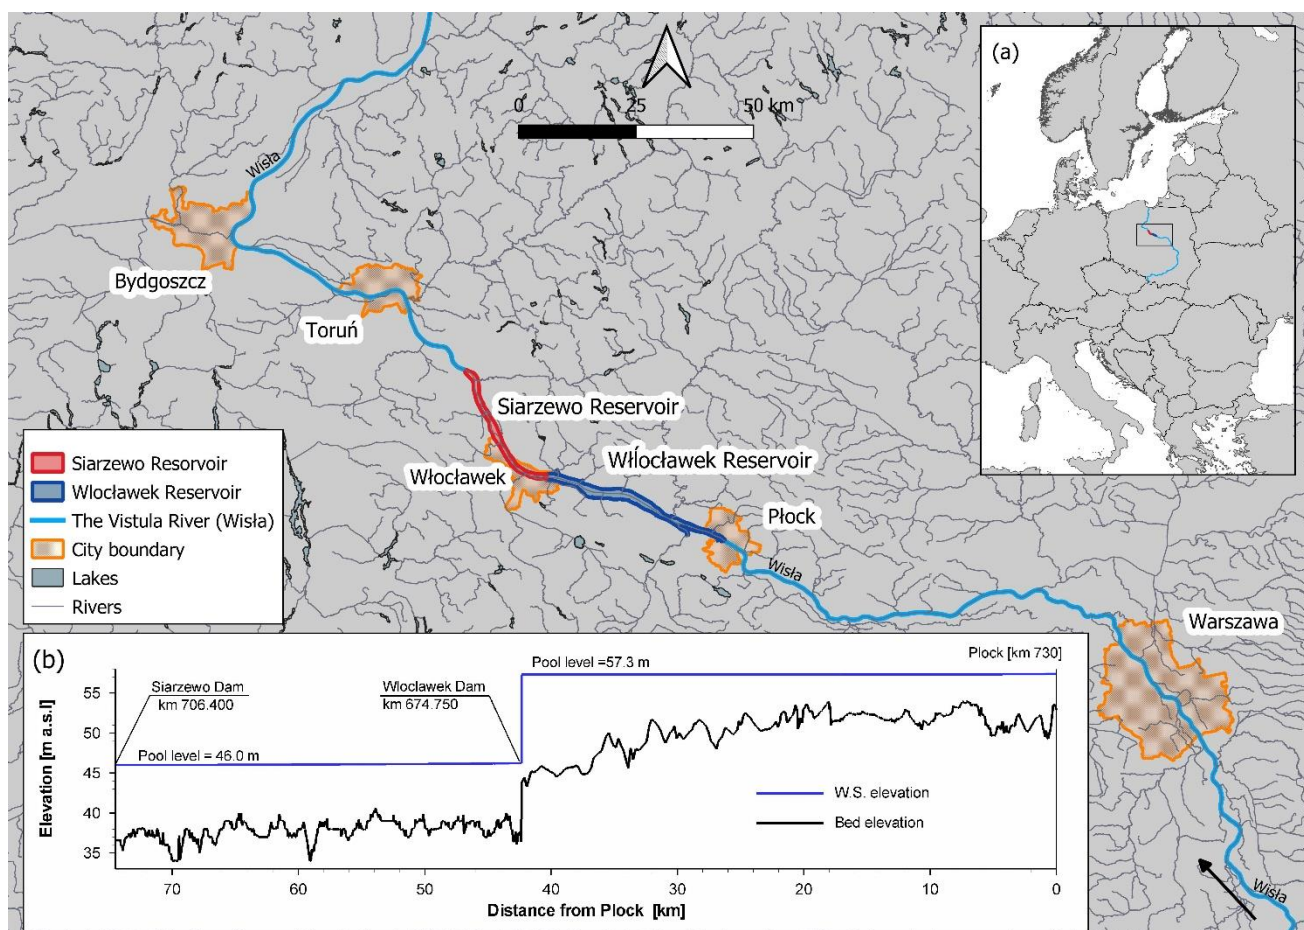 (a)
0 25 50 km
Wisła
Bydgoszcz
Toruń
Siarzewo Reservoir
Włocławek Reservoir
Włocławek
Płock
Wisła
Warszawa
Wisła
Siarzewo Resorvoir
Wlocławek Reservoir
The Vistula River (Wisła)
City boundary
Lakes
Rivers
(b)
Pool level =57.3 m
Plock [km 730]
Siarzewo Dam
km 706.400
Wloclawek Dam
km 674.750
Pool level = 46.0 m
W.S. elevation
Bed elevation
Elevation [m a.s.l]
55
50
45
40
35
70 60 50 40 30 20 10 0
Distance from Plock [km]